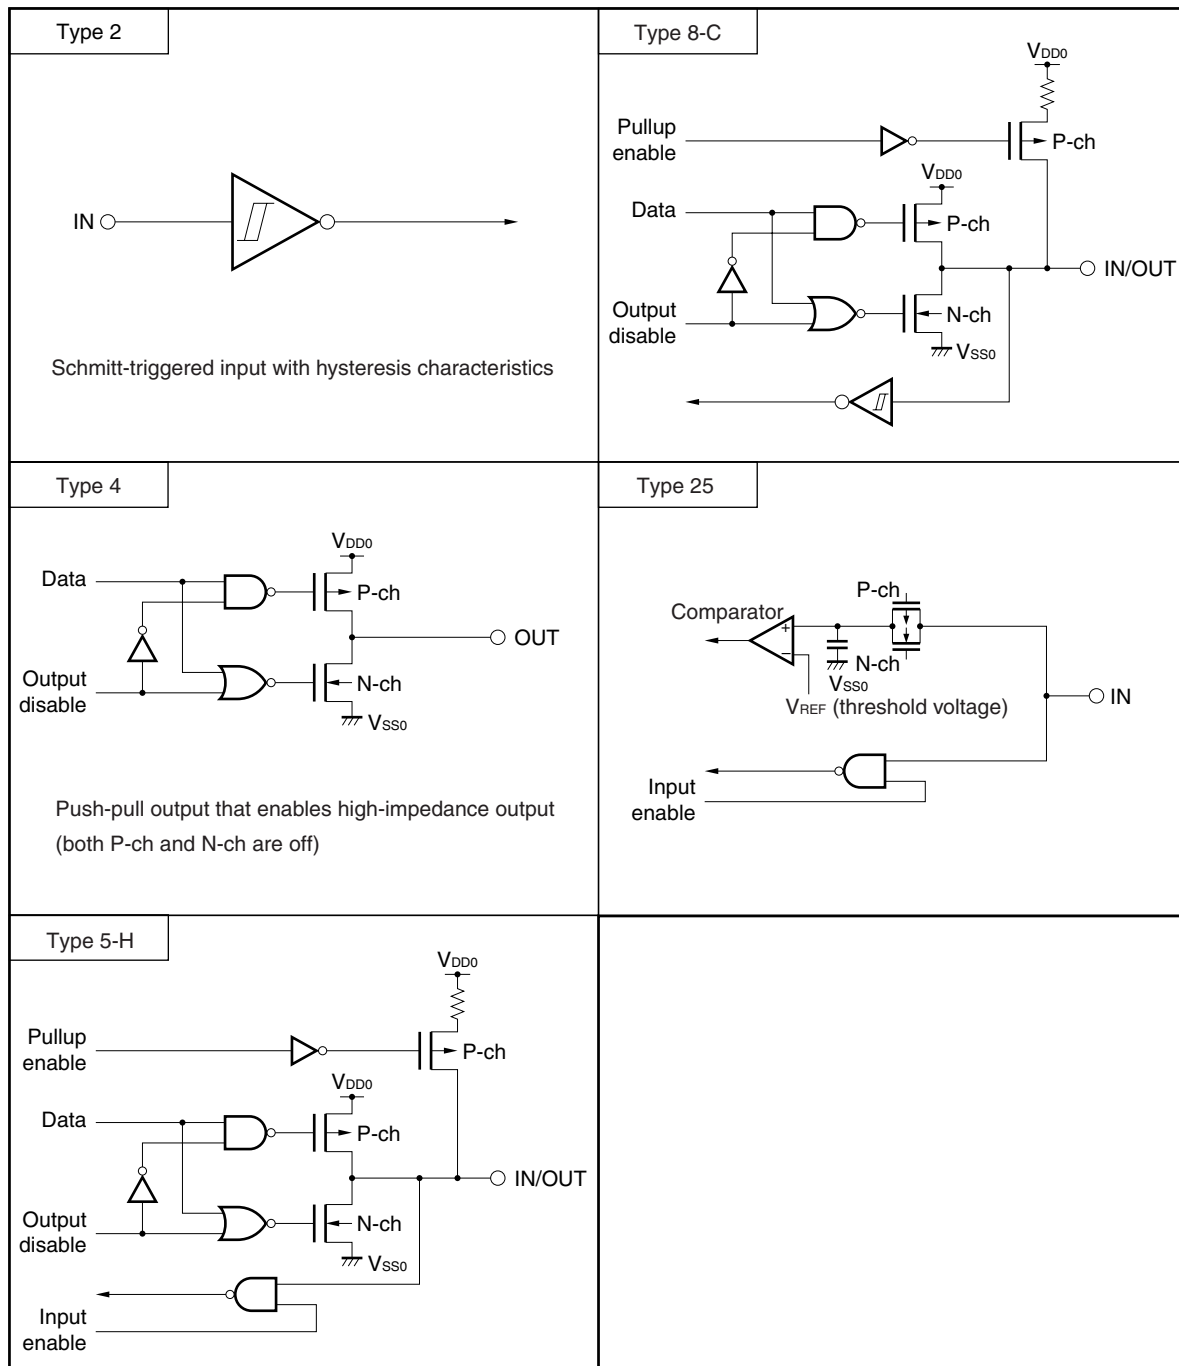 Type 2
IN
Schmitt-triggered input with hysteresis characteristics
Type 8-C
VDD0
Pullup
enable
P-ch
VDD0
Data
P-ch
IN/OUT
Output
disable
N-ch
VSS0
Type 4
VDD0
Data
P-ch
OUT
Output
disable
N-ch
VSS0
Push-pull output that enables high-impedance output
(both P-ch and N-ch are off)
Type 25
P-ch
Comparator
+
−
N-ch
VSS0
VREF (threshold voltage)
IN
Input
enable
Type 5-H
VDD0
Pullup
enable
P-ch
VDD0
Data
P-ch
IN/OUT
Output
disable
N-ch
VSS0
Input
enable